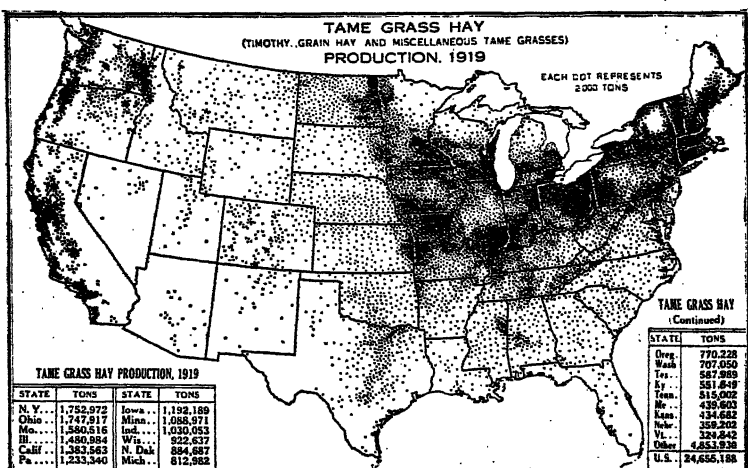 TAME GRASS HAY
(TIMOTHY, GRAIN HAY AND MISCELLANEOUS TAME GRASSES)
PRODUCTION, 1919
EACH DOT REPRESENTS
2000 TONS
TAME GRASS HAY PRODUCTION, 1919
STATE TONS STATE TONS
N. Y... 1,752,972 Iowa.. 1,192,189
Ohio.. 1,747,917 Minn.. 1,088,971
Mo.... 1,580,616 Ind.... 1,030,053
Ill. 1,480,984 Wis... 922,637
Calif.. 1,383,563 N. Dak 884,687
Pa .... 1,233,340 Mich.. 812,982
TAME GRASS HAY
(Continued)
STATE TONS
Oreg. 770,228
Wash 707,050
Tex. 587,989
Ky 551,849
Tenn. 515,002
Me 439,603
Kans. 434,682
Nebr. 359,202
Vt. 324,842
Other 4,853,936
U.S. 24,655,188